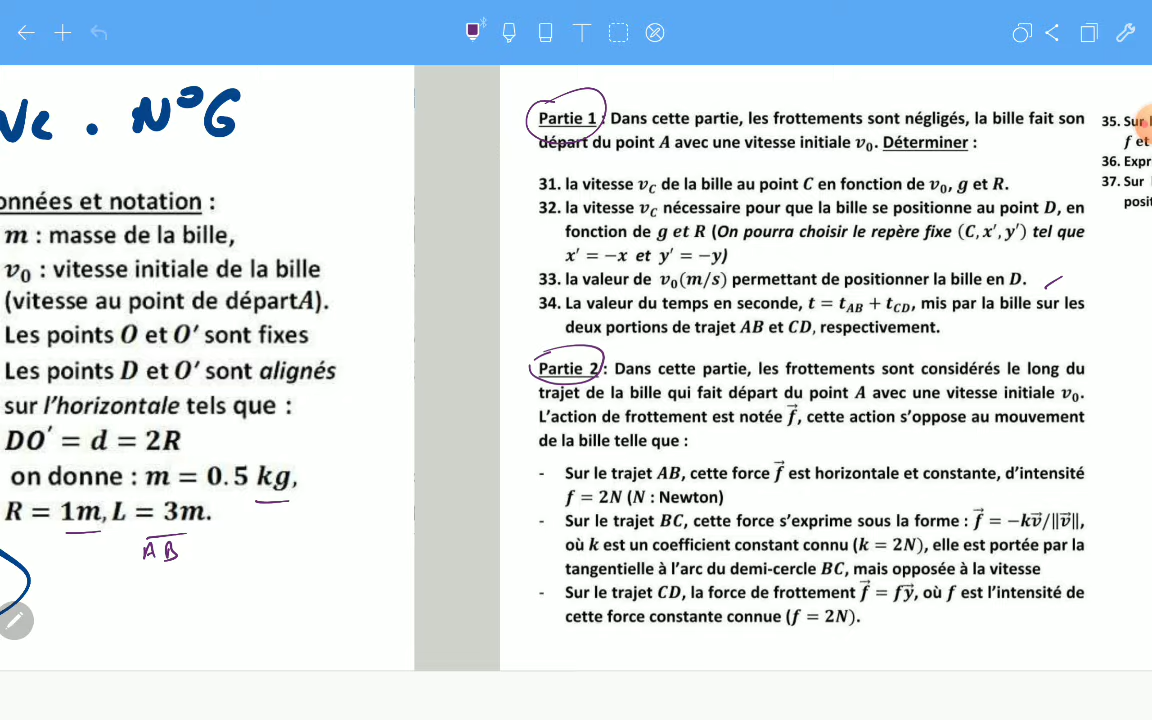 Vc . N°6
onnées et notation :
m : masse de la bille,
v₀ : vitesse initiale de la bille
(vitesse au point de départA).
Les points O et O′ sont fixes
Les points D et O′ sont alignés
sur l'horizontale tels que :
DO′ = d = 2R
on donne : m = 0.5 kg,
R = 1m, L = 3m.
AB
Partie 1 : Dans cette partie, les frottements sont négligés, la bille fait son
départ du point A avec une vitesse initiale v₀. Déterminer :
31. la vitesse v_C de la bille au point C en fonction de v₀, g et R.
32. la vitesse v_C nécessaire pour que la bille se positionne au point D, en
fonction de g et R (On pourra choisir le repère fixe (C, x′, y′) tel que
x′ = −x et y′ = −y)
33. la valeur de v₀(m/s) permettant de positionner la bille en D.
34. La valeur du temps en seconde, t = t_AB + t_CD, mis par la bille sur les
deux portions de trajet AB et CD, respectivement.
Partie 2 : Dans cette partie, les frottements sont considérés le long du
trajet de la bille qui fait départ du point A avec une vitesse initiale v₀.
L'action de frottement est notée f⃗, cette action s'oppose au mouvement
de la bille telle que :
- Sur le trajet AB, cette force f⃗ est horizontale et constante, d'intensité
f = 2N (N : Newton)
- Sur le trajet BC, cette force s'exprime sous la forme : f⃗ = −kv⃗/‖v⃗‖,
où k est un coefficient constant connu (k = 2N), elle est portée par la
tangentielle à l'arc du demi-cercle BC, mais opposée à la vitesse
- Sur le trajet CD, la force de frottement f⃗ = fy⃗, où f est l'intensité de
cette force constante connue (f = 2N).
35. Sur
f et
36. Expr
37. Sur
posit